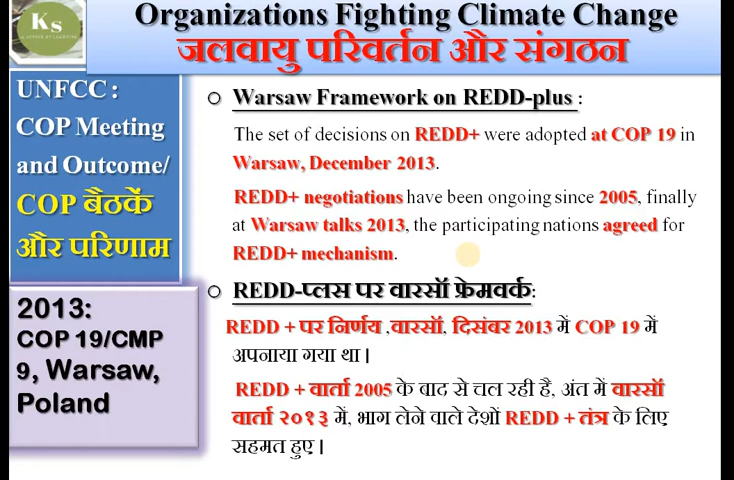 Ks
Organizations Fighting Climate Change
जलवायु परिवर्तन और संगठन
UNFCC :
COP Meeting
and Outcome/
COP बैठकें
और परिणाम
2013:
COP 19/CMP
9, Warsaw,
Poland
Warsaw Framework on REDD-plus :
The set of decisions on REDD+ were adopted at COP 19 in
Warsaw, December 2013.
REDD+ negotiations have been ongoing since 2005, finally
at Warsaw talks 2013, the participating nations agreed for
REDD+ mechanism.
REDD-प्लस पर वारसॉ फ्रेमवर्क:
REDD + पर निर्णय ,वारसॉ, दिसंबर 2013 में COP 19 में
अपनाया गया था |
REDD + वार्ता 2005 के बाद से चल रही है, अंत में वारसॉ
वार्ता २०१३ में, भाग लेने वाले देशों REDD + तंत्र के लिए
सहमत हुए |